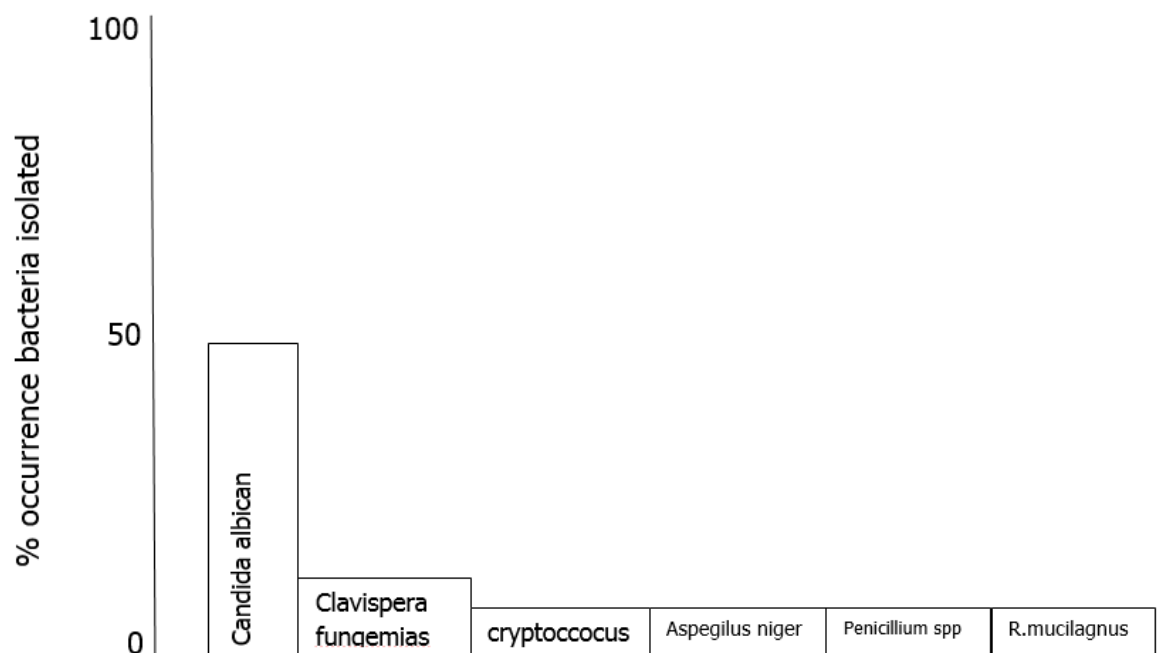 100
% occurrence bacteria isolated
50
0
Candida albican
Clavispera
fungemias
cryptoccocus
Aspegilus niger
Penicillium spp
R.mucilagnus